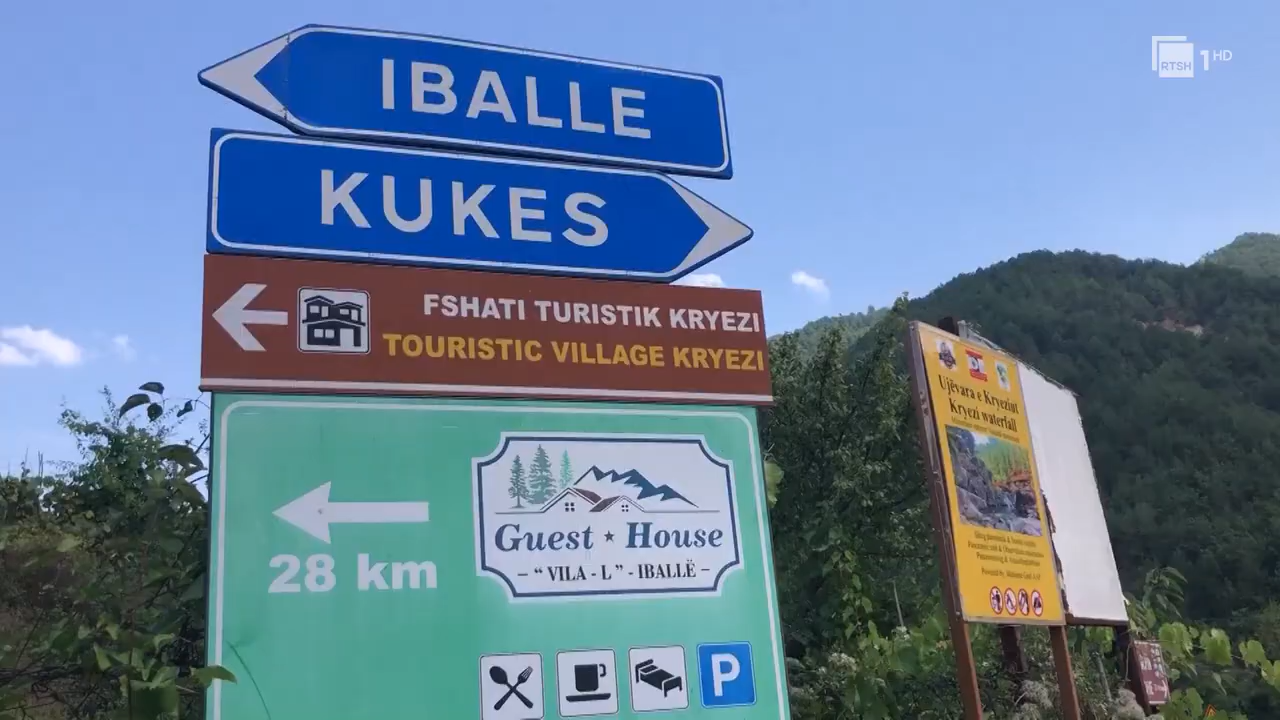 IBALLE
KUKES
FSHATI TURISTIK KRYEZI
TOURISTIC VILLAGE KRYEZI
28 km
Guest ★ House
– “ VILA - L ” - IBALLË –
P
Ujëvara e Kryeziut
Kryezi waterfall
RTSH 1 HD